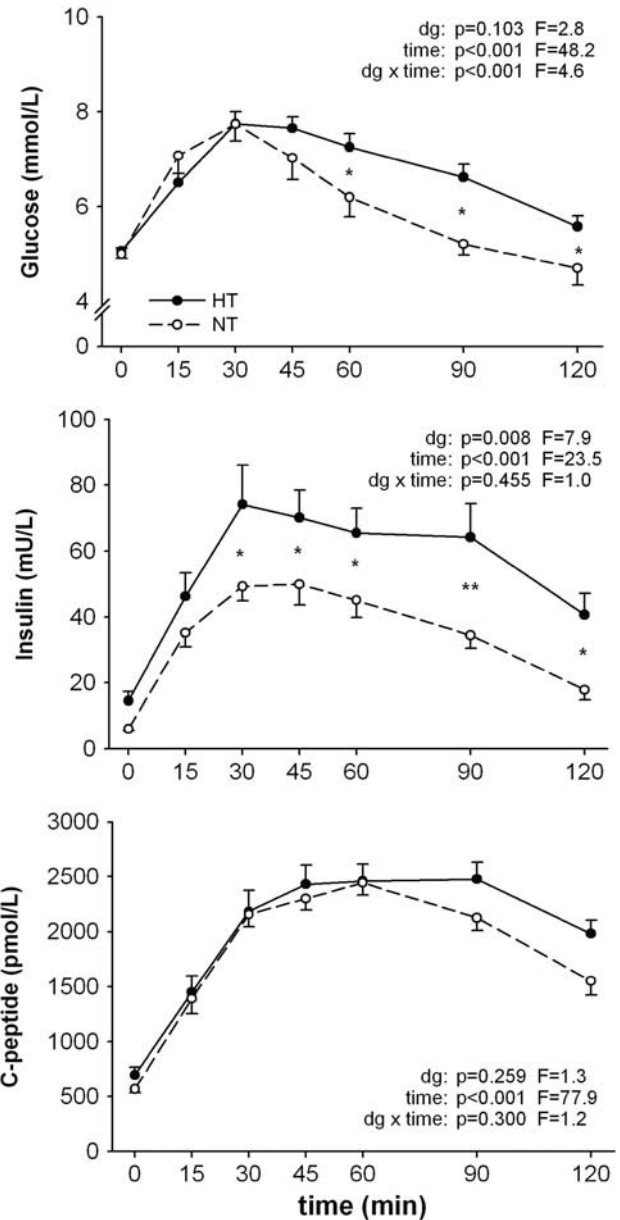 10
dg: p=0.103 F=2.8
time: p<0.001 F=48.2
dg x time: p<0.001 F=4.6
8
Glucose (mmol/L)
*
6
*
*
4
HT
NT
0
0 15 30 45 60 90 120
100
dg: p=0.008 F=7.9
time: p<0.001 F=23.5
dg x time: p=0.455 F=1.0
80
Insulin (mU/L)
60
* * *
**
40
*
20
0
0 15 30 45 60 90 120
3000
2500
2000
C-peptide (pmol/L)
1500
1000
dg: p=0.259 F=1.3
time: p<0.001 F=77.9
dg x time: p=0.300 F=1.2
500
0
0 15 30 45 60 90 120
time (min)